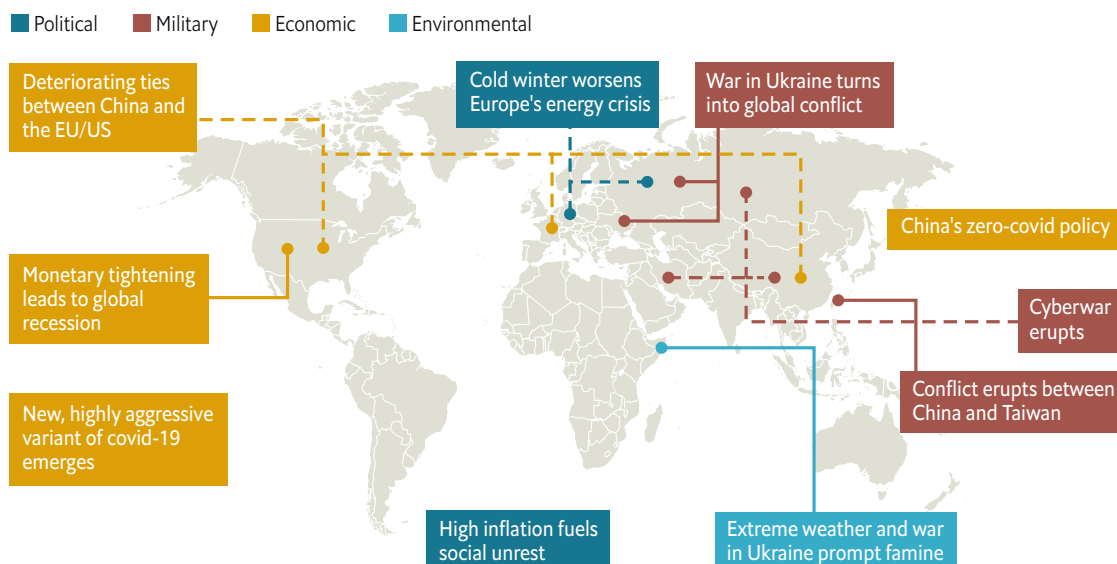 Political
Military
Economic
Environmental
Deteriorating ties
between China and
the EU/US
Cold winter worsens
Europe's energy crisis
War in Ukraine turns
into global conflict
China's zero-covid policy
Monetary tightening
leads to global
recession
Cyberwar
erupts
Conflict erupts between
China and Taiwan
New, highly aggressive
variant of covid-19
emerges
High inflation fuels
social unrest
Extreme weather and war
in Ukraine prompt famine